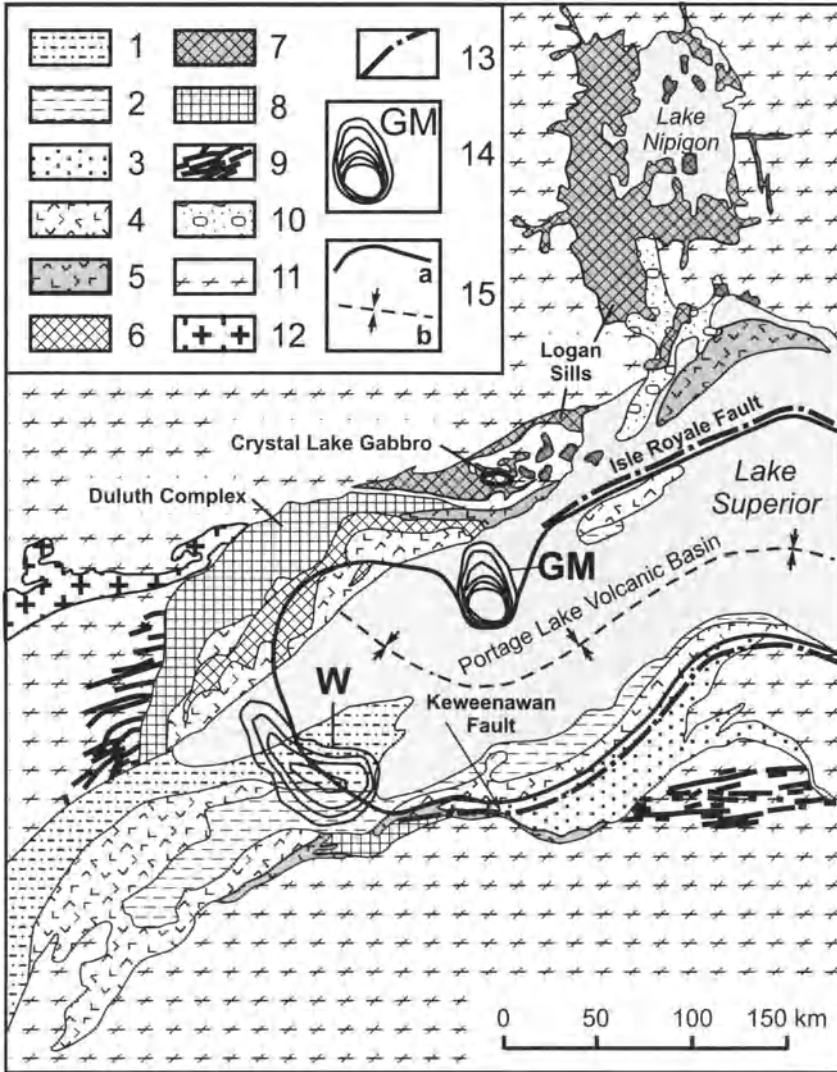 1
2
3
4
5
6
7
8
9
10
11
12
13
GM
14
a
b
15
Lake
Nipigon
Logan
Sills
Crystal Lake Gabbro
Isle Royale Fault
Duluth Complex
Lake
Superior
GM
Portage Lake Volcanic Basin
W
Keweenawan
Fault
0 50 100 150 km